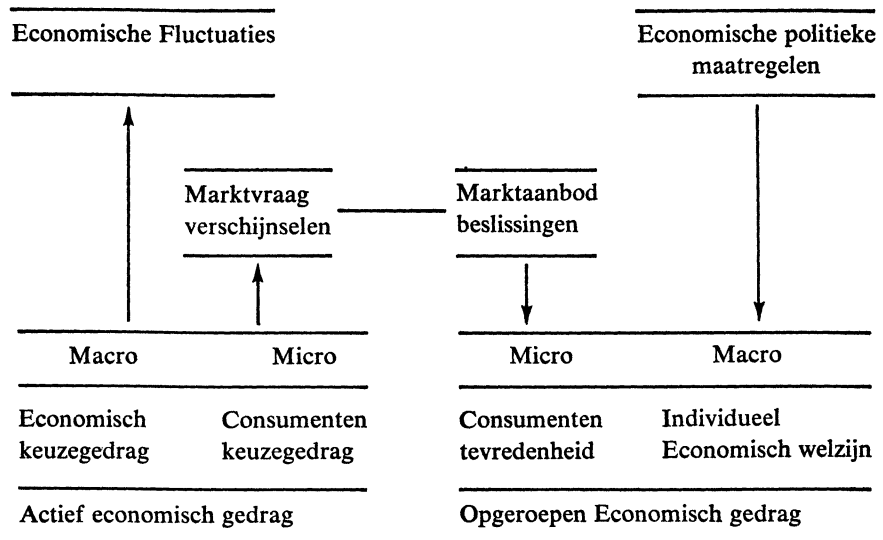 Economische Fluctuaties
Economische politieke
maatregelen
Marktvraag
verschijnselen
Marktaanbod
beslissingen
Macro
Micro
Micro
Macro
Economisch
keuzegedrag
Consumenten
keuzegedrag
Consumenten
tevredenheid
Individueel
Economisch welzijn
Actief economisch gedrag
Opgeroepen Economisch gedrag